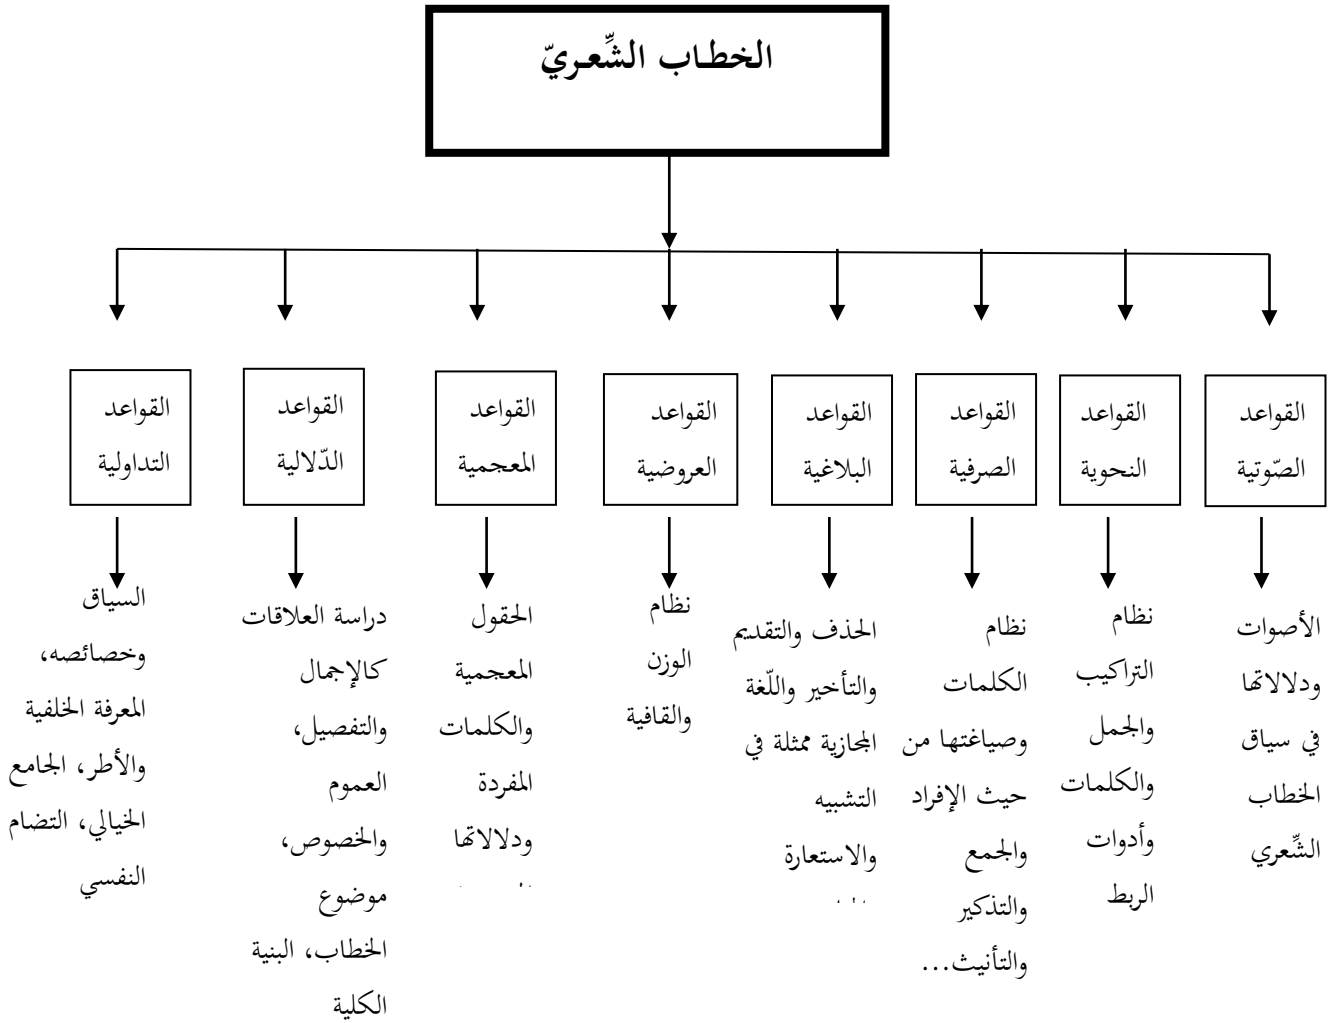 الخطاب الشِّعريّ
القواعد
الصّوتية
القواعد
النحوية
القواعد
الصرفية
القواعد
البلاغية
القواعد
العروضية
القواعد
المعجمية
القواعد
الدّلالية
القواعد
التداولية
الأصوات
ودلالاتها
في سياق
الخطاب
الشِّعري
نظام
التراكيب
والجمل
والكلمات
وأدوات
الربط
نظام
الكلمات
وصياغتها من
حيث الإفراد
والجمع
والتذكير
والتأنيث...
الحذف والتقديم
والتأخير واللّغة
المجازية ممثلة في
التشبيه
والاستعارة
نظام
الوزن
والقافية
الحقول
المعجمية
والكلمات
المفردة
ودلالاتها
دراسة العلاقات
كالإجمال
والتفصيل،
العموم
والخصوص،
موضوع
الخطاب، البنية
الكلية
السياق
وخصائصه،
المعرفة الخلفية
والأطر، الجامع
الخيالي، التضام
النفسي